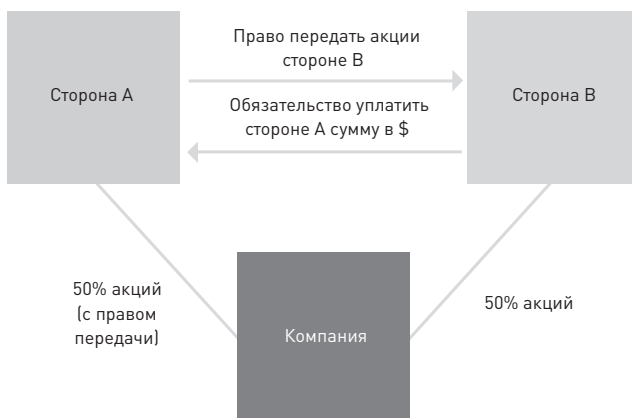 Право передать акции
стороне В
Сторона А
Сторона В
Обязательство уплатить
стороне А сумму в $
50% акций
(с правом
передачи)
50% акций
Компания